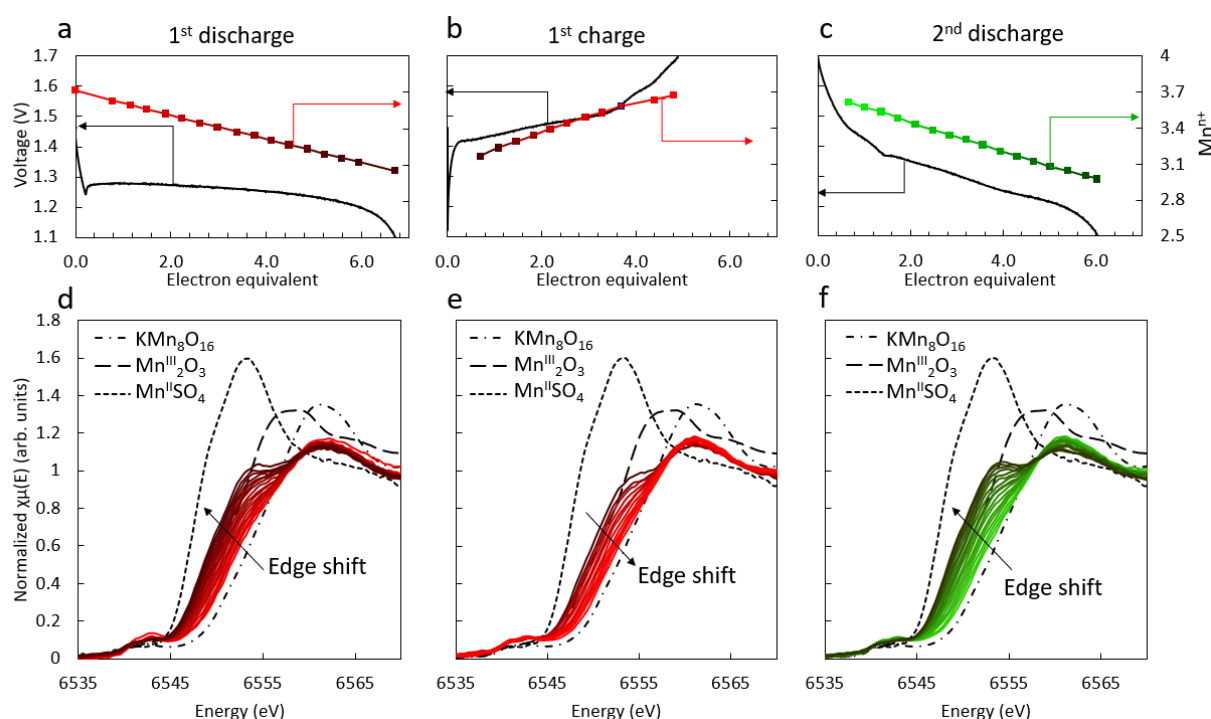 a
1st discharge
b
1st charge
c
2nd discharge
1.7
1.6
1.5
1.4
1.3
1.2
1.1
Voltage (V)
4
3.7
3.4
3.1
2.8
2.5
Mnⁿ⁺
0.0 2.0 4.0 6.0
0.0 2.0 4.0 6.0
0.0 2.0 4.0 6.0
Electron equivalent
Electron equivalent
Electron equivalent
d
e
f
1.8
1.6
1.4
1.2
1
0.8
0.6
0.4
0.2
0
Normalized χμ(E) (arb. units)
KMn₈O₁₆
Mnᴵᴵᴵ₂O₃
MnᴵᴵSO₄
Edge shift
KMn₈O₁₆
Mnᴵᴵᴵ₂O₃
MnᴵᴵSO₄
Edge shift
KMn₈O₁₆
Mnᴵᴵᴵ₂O₃
MnᴵᴵSO₄
Edge shift
6535 6545 6555 6565
6535 6545 6555 6565
6535 6545 6555 6565
Energy (eV)
Energy (eV)
Energy (eV)